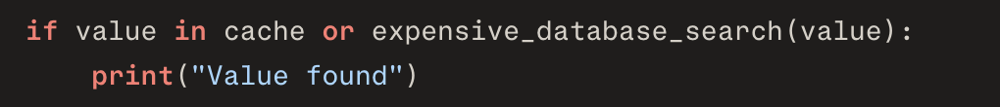 if value in cache or expensive_database_search(value):
    print("Value found")